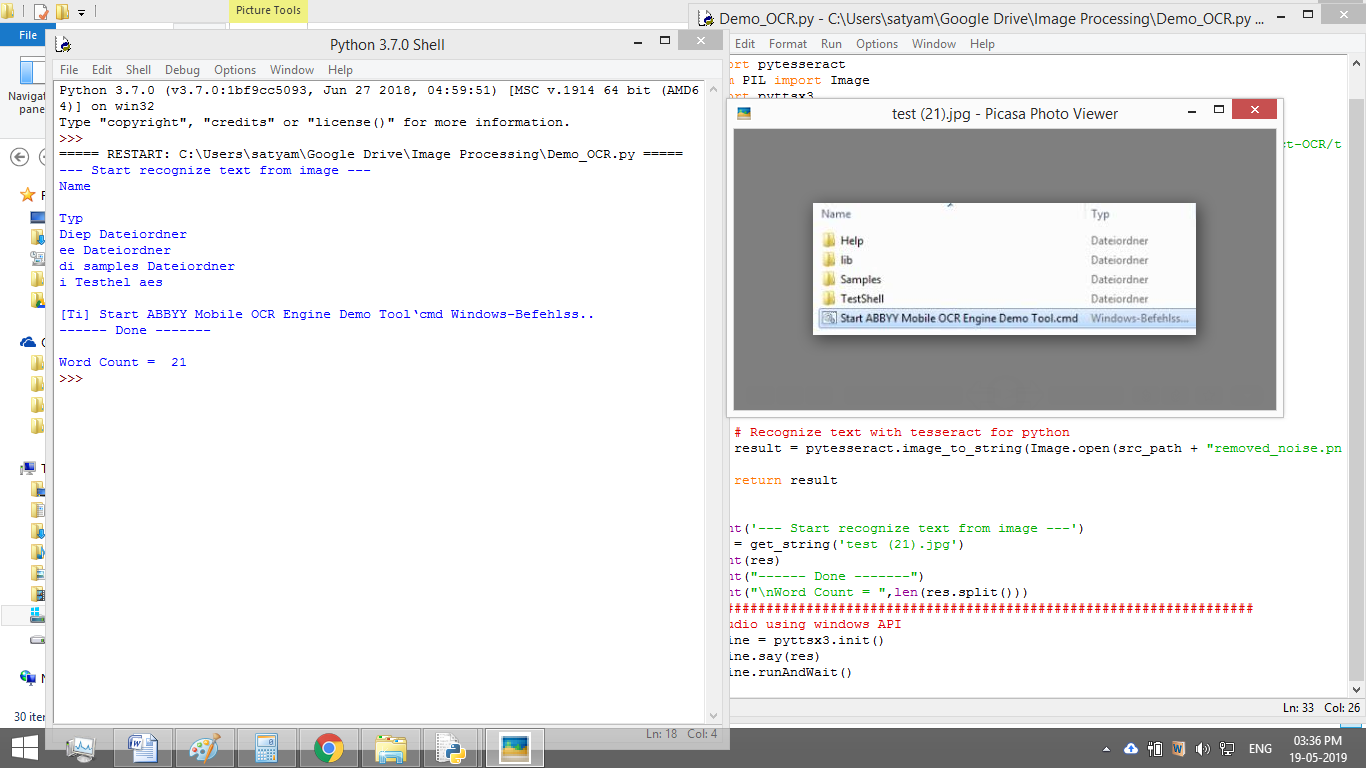 Picture Tools
File
Navigat
pane
30 iter
Python 3.7.0 Shell
File Edit Shell Debug Options Window Help
Python 3.7.0 (v3.7.0:1bf9cc5093, Jun 27 2018, 04:59:51) [MSC v.1914 64 bit (AMD6
4)] on win32
Type "copyright", "credits" or "license()" for more information.
>>>
===== RESTART: C:\Users\satyam\Google Drive\Image Processing\Demo_OCR.py =====
--- Start recognize text from image ---
Name
Typ
Diep Dateiordner
ee Dateiordner
di samples Dateiordner
i Testhel aes
[Ti] Start ABBYY Mobile OCR Engine Demo Tool‘cmd Windows-Befehlss..
------ Done -------
Word Count =  21
>>>
Ln: 18 Col: 4
Demo_OCR.py - C:\Users\satyam\Google Drive\Image Processing\Demo_OCR.py ...
Edit Format Run Options Window Help
ort pytesseract
m PIL import Image
ort pyttsx3
ct-OCR/t
test (21).jpg - Picasa Photo Viewer
Name Typ
Help Dateiordner
lib Dateiordner
Samples Dateiordner
TestShell Dateiordner
Start ABBYY Mobile OCR Engine Demo Tool.cmd Windows-Befehlss...
# Recognize text with tesseract for python
result = pytesseract.image_to_string(Image.open(src_path + "removed_noise.pn
return result
nt('--- Start recognize text from image ---')
= get_string('test (21).jpg')
nt(res)
nt("------ Done -------")
nt("\nWord Count = ",len(res.split()))
##################################################################
udio using windows API
ine = pyttsx3.init()
ine.say(res)
ine.runAndWait()
Ln: 33 Col: 26
ENG
03:36 PM
19-05-2019